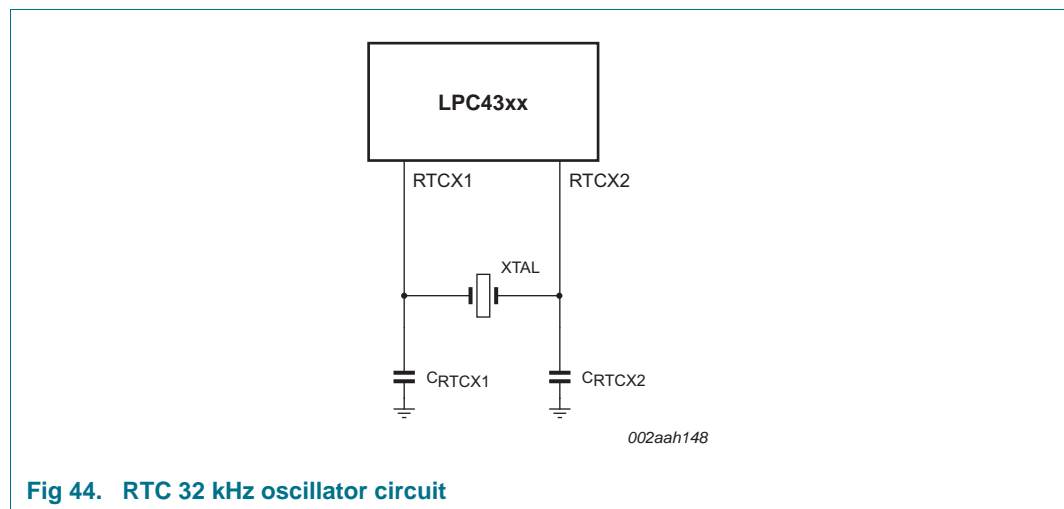 LPC43xx
RTCX1 RTCX2
XTAL
CRTCX1 CRTCX2
002aah148
Fig 44. RTC 32 kHz oscillator circuit